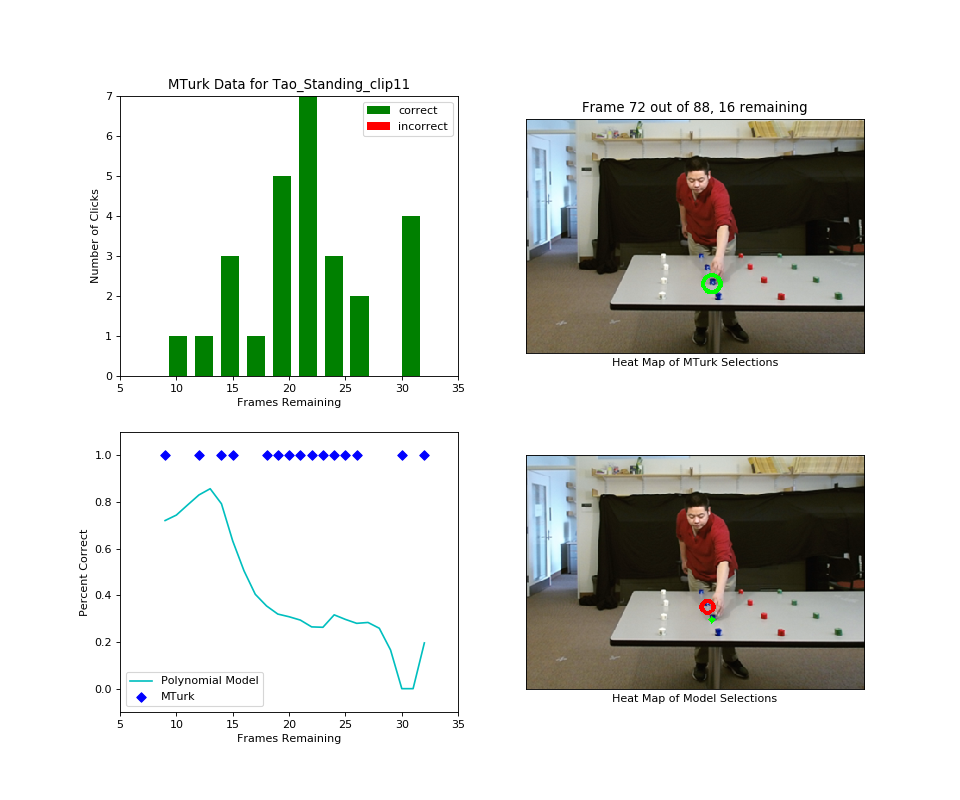 MTurk Data for Tao_Standing_clip11
7
6
5
4
3
2
1
0
Number of Clicks
correct
incorrect
5 10 15 20 25 30 35
Frames Remaining
Frame 72 out of 88, 16 remaining
Heat Map of MTurk Selections
1.0
0.8
0.6
0.4
0.2
0.0
Percent Correct
Polynomial Model
MTurk
5 10 15 20 25 30 35
Frames Remaining
Heat Map of Model Selections